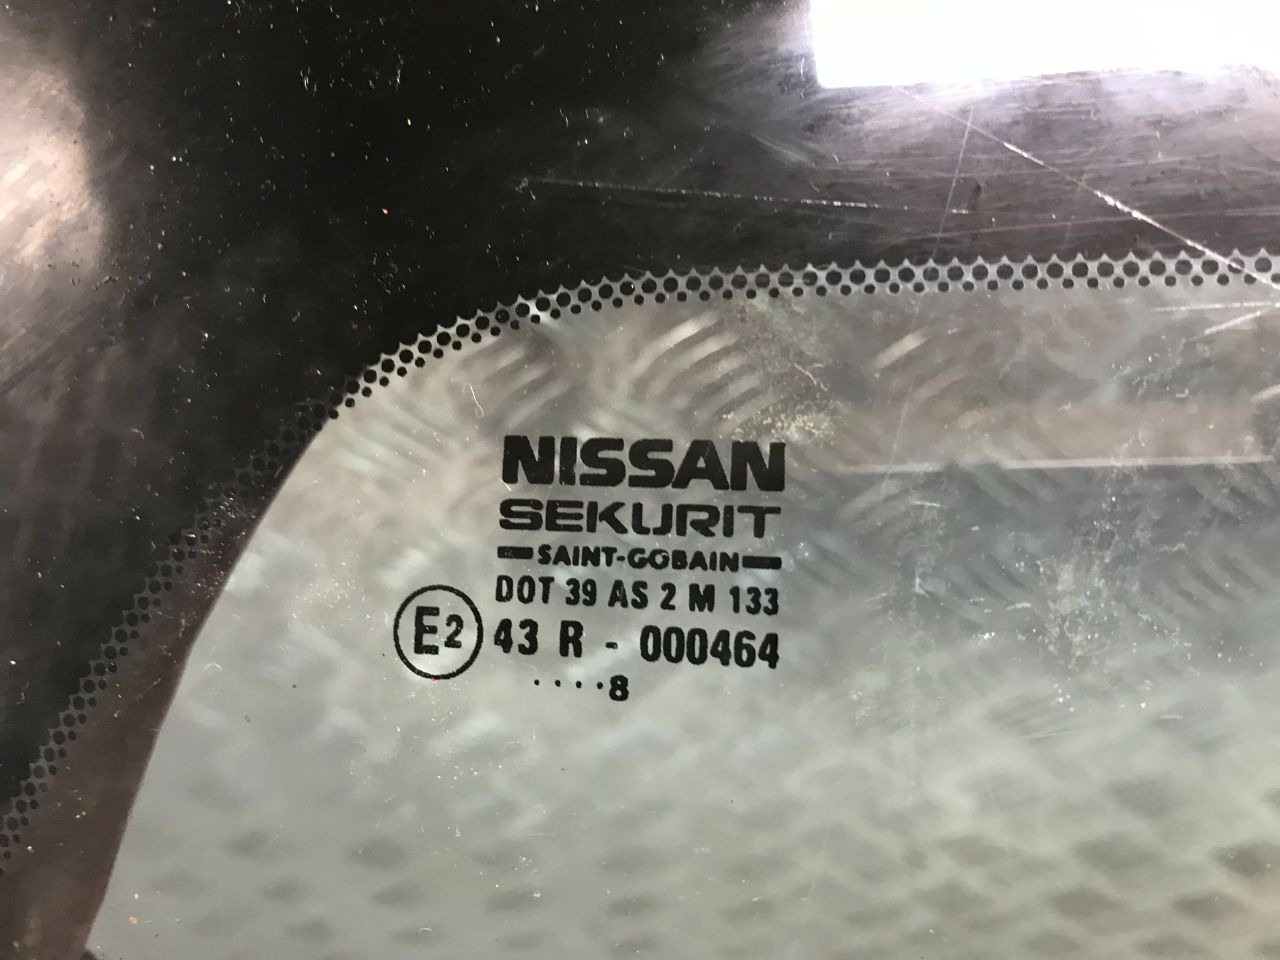 NISSAN
SEKURIT
SAINT-GOBAIN
DOT 39 AS 2 M 133
E2 43 R - 000464
....8